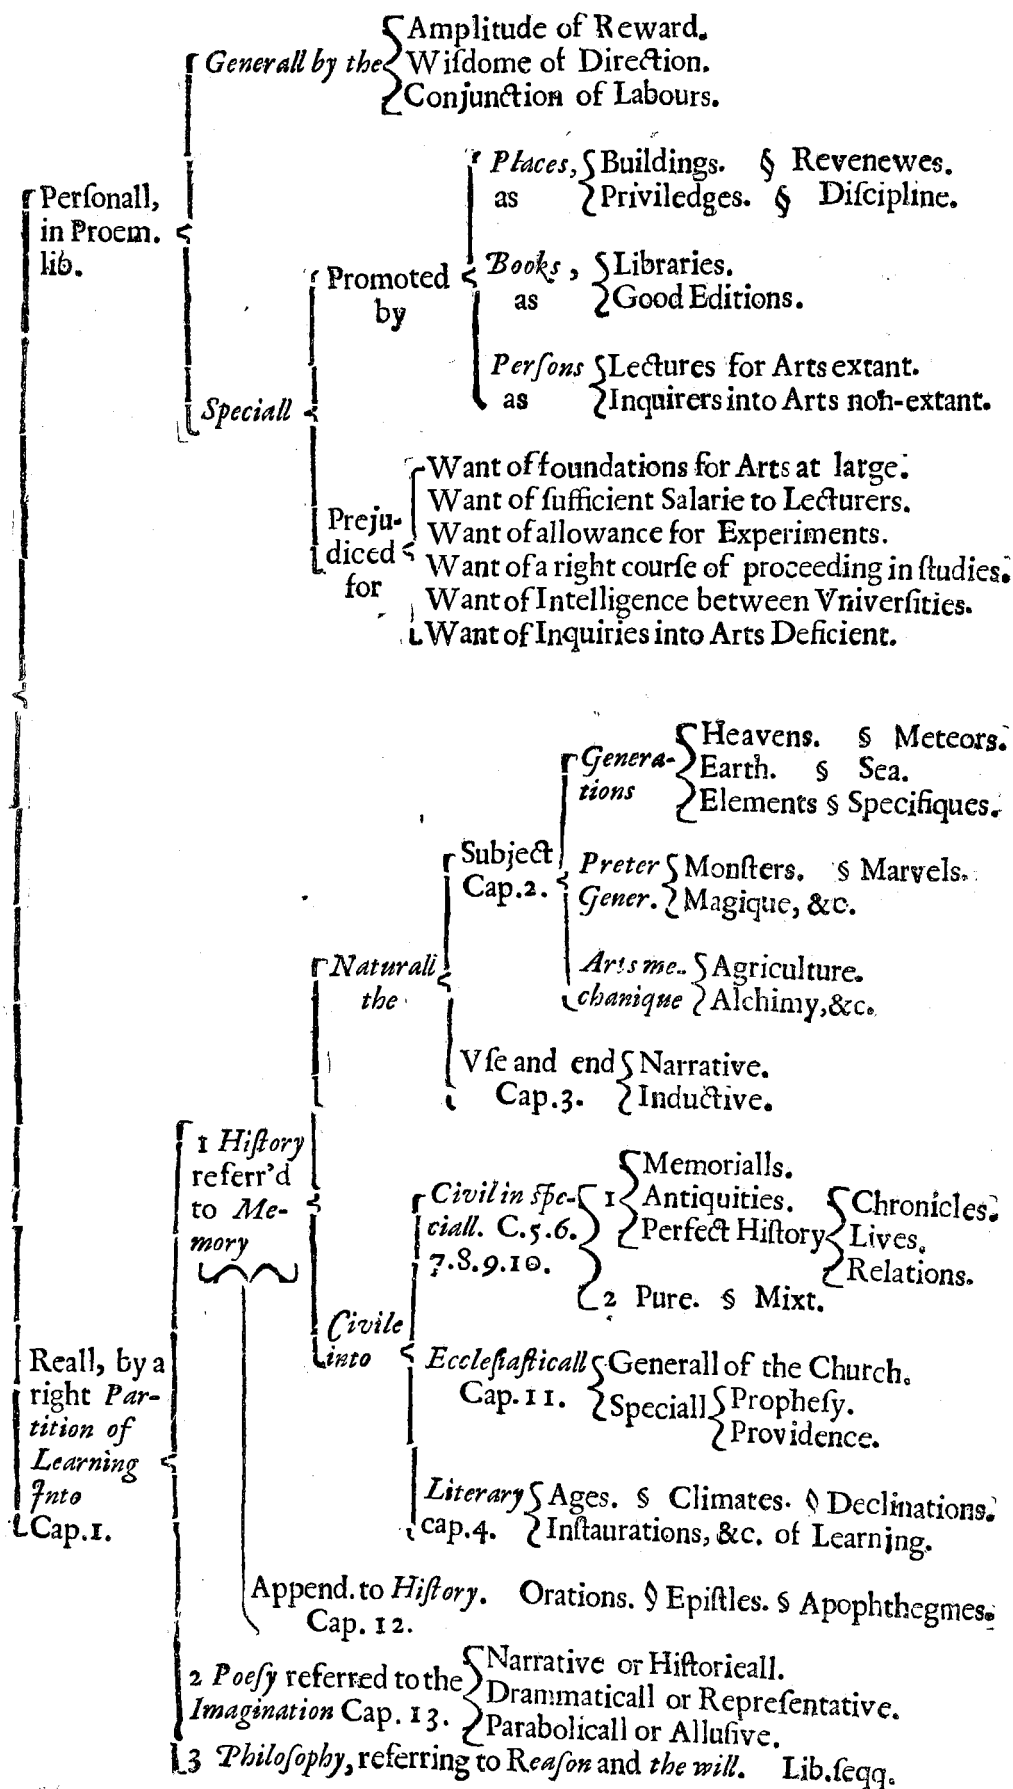 Generall by the
Amplitude of Reward.
Wiſdome of Direction.
Conjunction of Labours.
Perſonall,
in Proem.
lib.
Places,
as
Buildings. § Revenewes.
Priviledges. § Diſcipline.
Promoted
by
Books,
as
Libraries.
Good Editions.
Perſons
as
Lectures for Arts extant.
Inquirers into Arts non-extant.
Speciall
Preju-
diced
for
Want of foundations for Arts at large.
Want of ſufficient Salarie to Lecturers.
Want of allowance for Experiments.
Want of a right courſe of proceeding in ſtudies.
Want of Intelligence between Vniverſities.
Want of Inquiries into Arts Deficient.
Genera-
tions
Heavens. § Meteors.
Earth. § Sea.
Elements § Specifiques.
Subject
Cap.2.
Preter
Gener.
Monſters. § Marvels.
Magique, &c.
Arts me-
chanique
Agriculture.
Alchimy, &c.
Naturall
the
Vſe and end
Cap.3.
Narrative.
Inductive.
1 Hiſtory
referr'd
to Me-
mory
Civil in ſpe-
ciall. C.5.6.
7.8.9.10.
1
Memorialls.
Antiquities.
Perfect Hiſtory
Chronicles.
Lives.
Relations.
2 Pure. § Mixt.
Civile
into
Eccleſiaſticall
Cap.11.
Generall of the Church.
Speciall
Propheſy.
Providence.
Reall, by a
right Par-
tition of
Learning
Into
Cap.1.
Literary
cap.4.
Ages. § Climates. ◊ Declinations.
Inſtaurations, &c. of Learning.
Append. to Hiſtory. Orations. ◊ Epiſtles. § Apophthegmes.
Cap. 12.
2 Poeſy referred to the
Imagination Cap. 13.
Narrative or Hiſtoricall.
Drammaticall or Repreſentative.
Parabolicall or Alluſive.
3 Philoſophy, referring to Reaſon and the will. Lib.ſeqq.